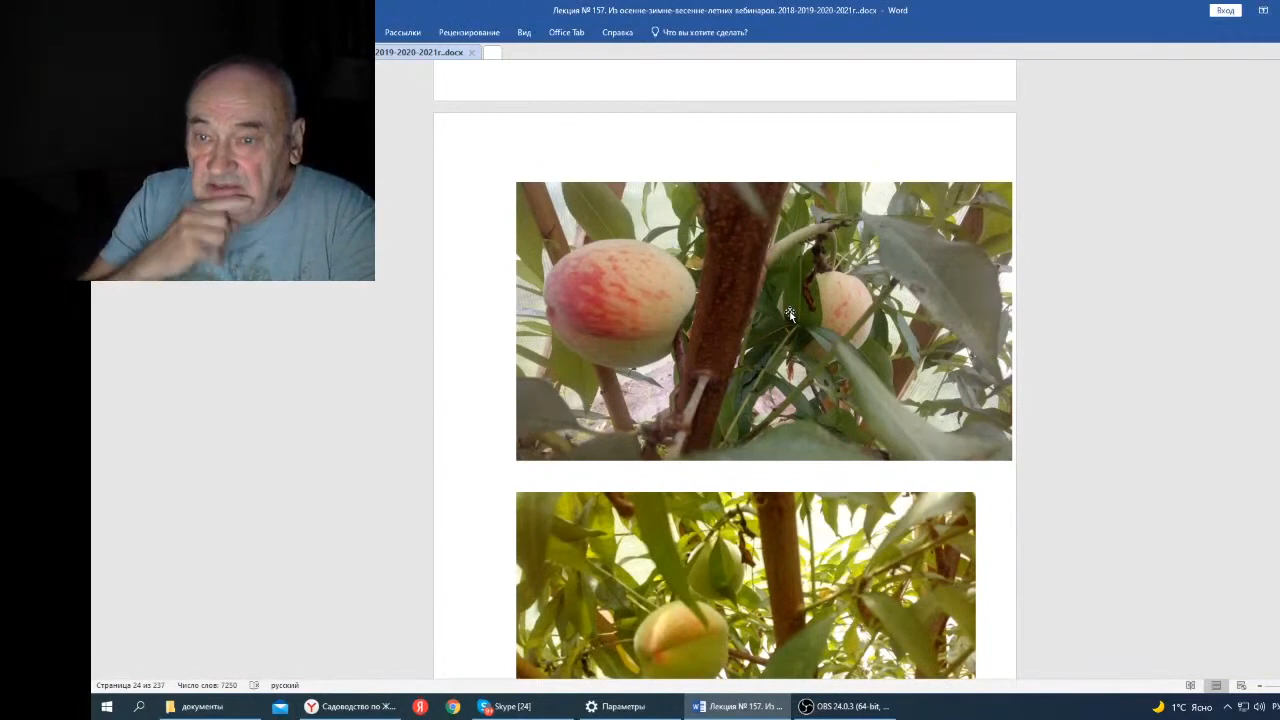 Лекция № 157. Из осенне-зимне-весенне-летних вебинаров. 2018-2019-2020-2021г..docx - Word
Вход
Рассылки Рецензирование Вид Office Tab Справка Что вы хотите сделать?
2019-2020-2021г..docx
Страница 24 из 237 Число слов: 7250 русский
документы
Садоводство по Ж...
Skype [24]
Параметры
Лекция № 157. Из ...
OBS 24.0.3 (64-bit, ...
1°C Ясно